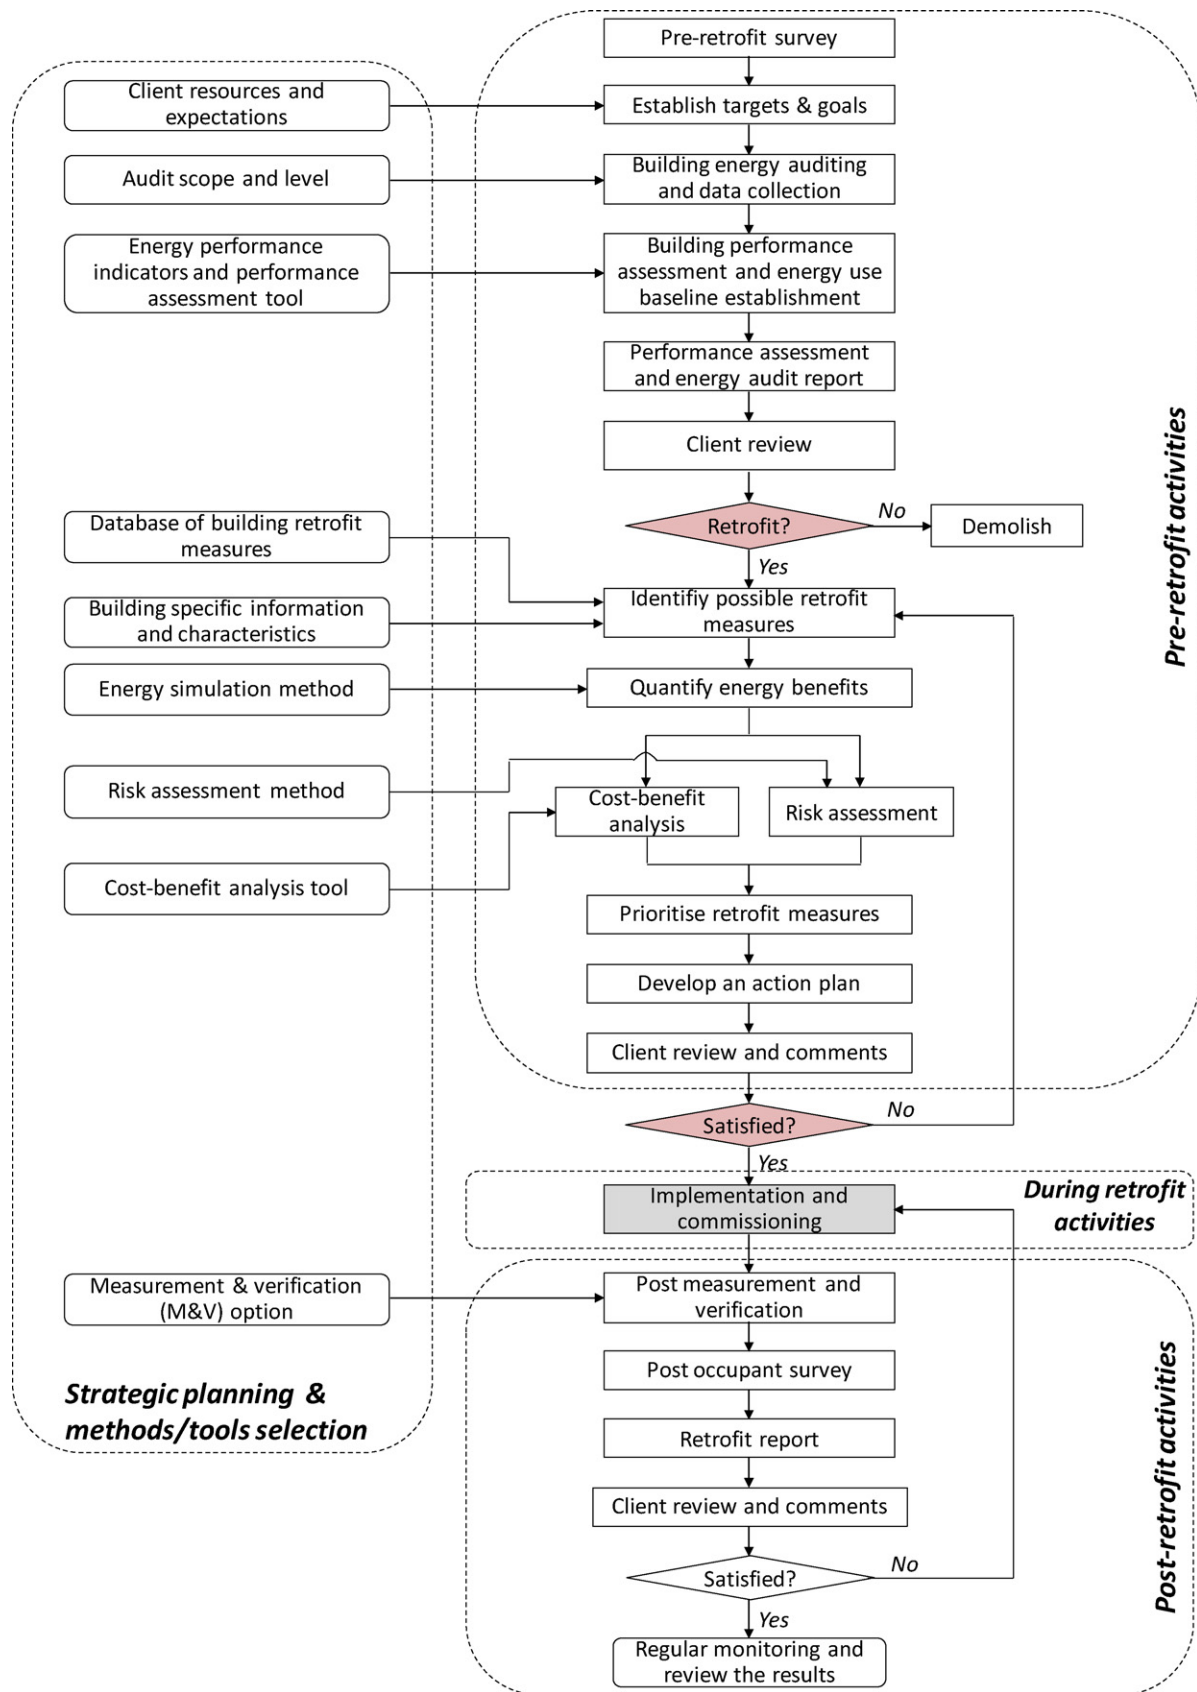 Pre-retrofit survey
Client resources and
expectations
Establish targets & goals
Audit scope and level
Building energy auditing
and data collection
Energy performance
indicators and performance
assessment tool
Building performance
assessment and energy use
baseline establishment
Performance assessment
and energy audit report
Client review
Pre-retrofit activities
Database of building retrofit
measures
Retrofit?
No
Demolish
Yes
Building specific information
and characteristics
Identifiy possible retrofit
measures
Energy simulation method
Quantify energy benefits
Risk assessment method
Cost-benefit
analysis
Risk assessment
Cost-benefit analysis tool
Prioritise retrofit measures
Develop an action plan
Client review and comments
Satisfied?
No
Yes
Implementation and
commissioning
During retrofit
activities
Measurement & verification
(M&V) option
Post measurement and
verification
Post occupant survey
Strategic planning &
methods/tools selection
Retrofit report
Client review and comments
Post-retrofit activities
Satisfied?
No
Yes
Regular monitoring and
review the results